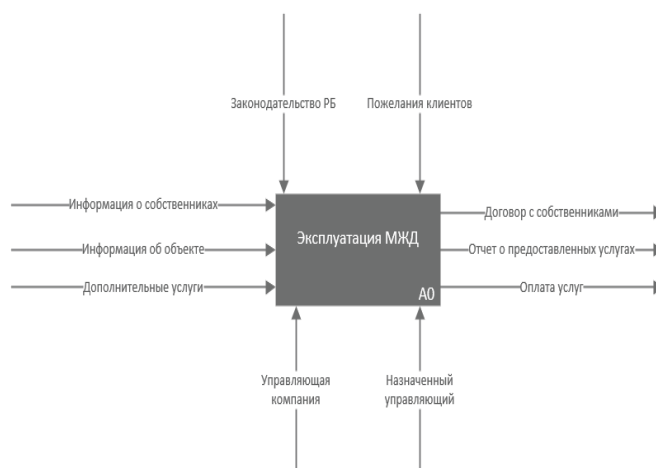 Законодательство РБ
Пожелания клиентов
Информация о собственниках
Информация об объекте
Дополнительные услуги
Эксплуатация МЖД
А0
Договор с собственниками
Отчет о предоставленных услугах
Оплата услуг
Управляющая
компания
Назначенный
управляющий